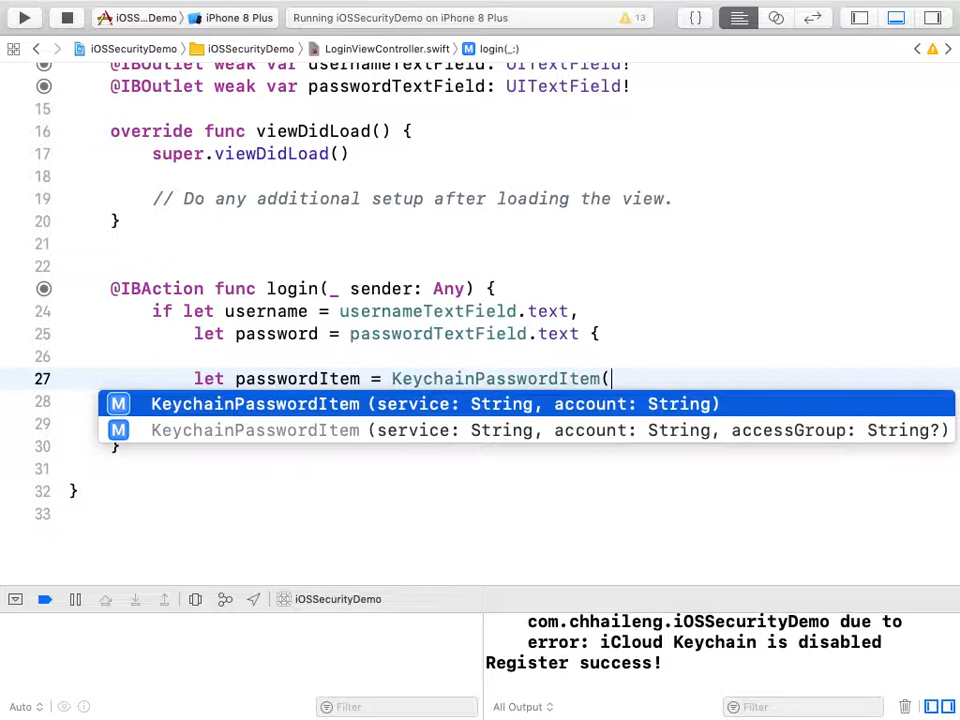 iOSS...Demo
iPhone 8 Plus
Running iOSSecurityDemo on iPhone 8 Plus
13
iOSSecurityDemo
iOSSecurityDemo
LoginViewController.swift
M login(_:)
@IBOutlet weak var usernameTextField: UITextField!
@IBOutlet weak var passwordTextField: UITextField!
15
16 override func viewDidLoad() {
17 super.viewDidLoad()
18
19 // Do any additional setup after loading the view.
20 }
21
22
@IBAction func login(_ sender: Any) {
24 if let username = usernameTextField.text,
25 let password = passwordTextField.text {
26
27 let passwordItem = KeychainPasswordItem(
28 M KeychainPasswordItem (service: String, account: String)
29 M KeychainPasswordItem (service: String, account: String, accessGroup: String?)
30 }
31
32 }
33
iOSSecurityDemo
com.chhaileng.iOSSecurityDemo due to
error: iCloud Keychain is disabled
Register success!
Auto
Filter
All Output
Filter